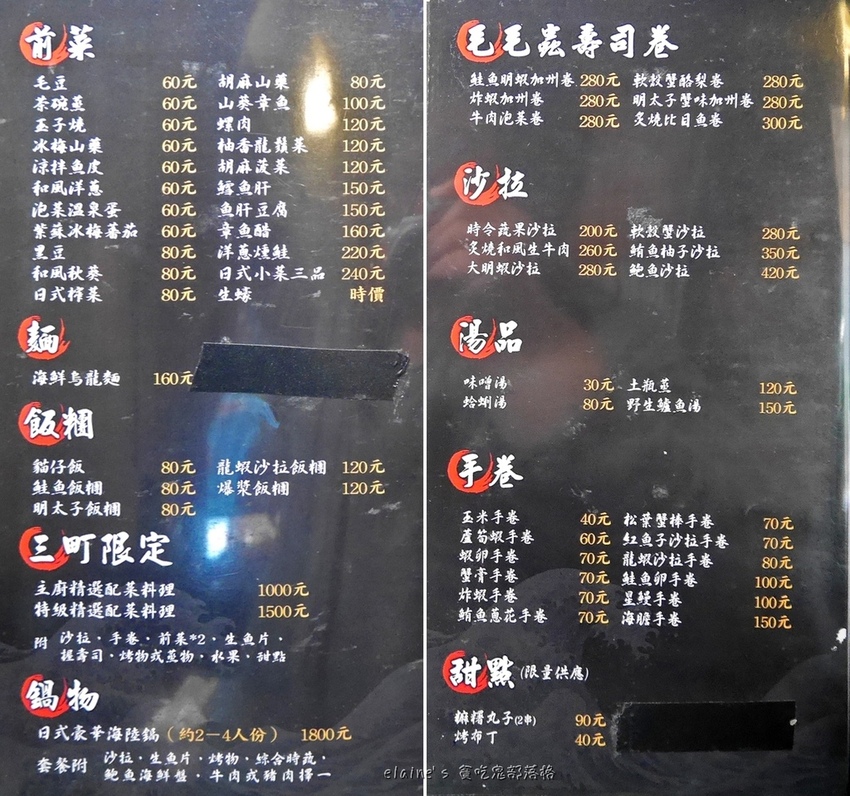 前菜
毛豆 60元 胡麻山藥 80元
茶碗蒸 60元 山葵章魚 100元
玉子燒 60元 螺肉 120元
冰梅山藥 60元 柚香龍鬚菜 120元
涼拌魚皮 60元 胡麻菠菜 120元
和風洋蔥 60元 鱈魚肝 150元
泡菜溫泉蛋 60元 魚肝豆腐 150元
紫蘇冰梅番茄 60元 章魚醋 160元
黑豆 80元 洋蔥燻鮭 220元
和風秋葵 80元 日式小菜三品 240元
日式榨菜 80元 生蠔 時價
麵
海鮮烏龍麵 160元
飯糰
貓仔飯 80元 龍蝦沙拉飯糰 120元
鮭魚飯糰 80元 爆漿飯糰 120元
明太子飯糰 80元
三町限定
主廚精選配菜料理 1000元
特級精選配菜料理 1500元
附 沙拉，手卷，前菜*2，生魚片，
握壽司，烤物或蒸物，水果，甜點
鍋物
日式豪華海陸鍋（約2－4人份） 1800元
套餐附 沙拉，生魚片，烤物，綜合時蔬，
鮑魚海鮮盤，牛肉或豬肉擇一
毛毛蟲壽司卷
鮭魚明蝦加州卷 280元 軟殼蟹酪梨卷 280元
炸蝦加州卷 280元 明太子蟹味加州卷 280元
牛肉泡菜卷 280元 炙燒比目魚卷 300元
沙拉
時令蔬果沙拉 200元 軟殼蟹沙拉 280元
炙燒和風生牛肉 260元 鮪魚柚子沙拉 350元
大明蝦沙拉 280元 鮑魚沙拉 420元
湯品
味噌湯 30元 土瓶蒸 120元
蛤蜊湯 80元 野生鱸魚湯 150元
手卷
玉米手卷 40元 松葉蟹棒手卷 70元
蘆筍蝦手卷 60元 紅魚子沙拉手卷 70元
蝦卵手卷 70元 龍蝦沙拉手卷 80元
蟹膏手卷 70元 鮭魚卵手卷 100元
炸蝦手卷 70元 星鰻手卷 100元
鮪魚蔥花手卷 70元 海膽手卷 150元
甜點(限量供應)
麻糬丸子(2串) 90元
烤布丁 40元
elaine's 貪吃鬼部落格